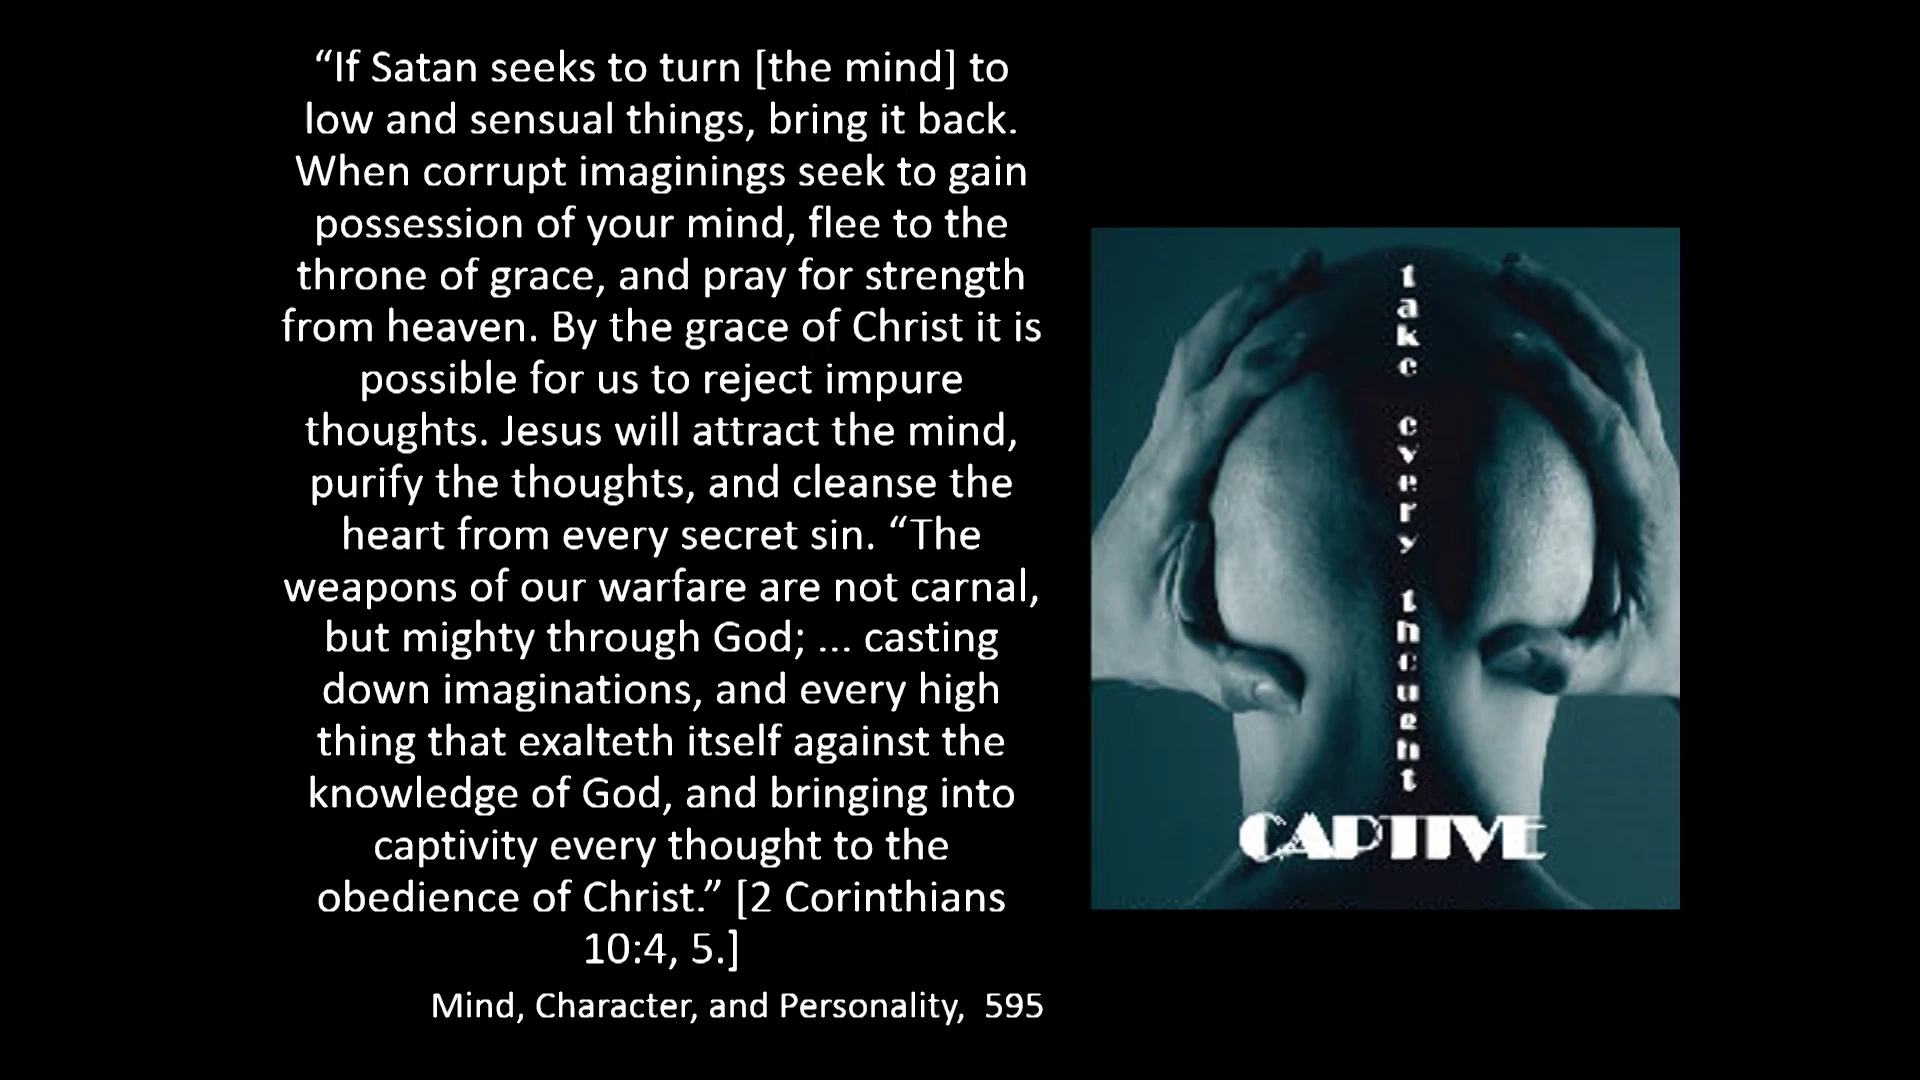 “If Satan seeks to turn [the mind] to
low and sensual things, bring it back.
When corrupt imaginings seek to gain
possession of your mind, flee to the
throne of grace, and pray for strength
from heaven. By the grace of Christ it is
possible for us to reject impure
thoughts. Jesus will attract the mind,
purify the thoughts, and cleanse the
heart from every secret sin. “The
weapons of our warfare are not carnal,
but mighty through God; ... casting
down imaginations, and every high
thing that exalteth itself against the
knowledge of God, and bringing into
captivity every thought to the
obedience of Christ.” [2 Corinthians
10:4, 5.]
Mind, Character, and Personality,  595
take every thought
CAPTIVE